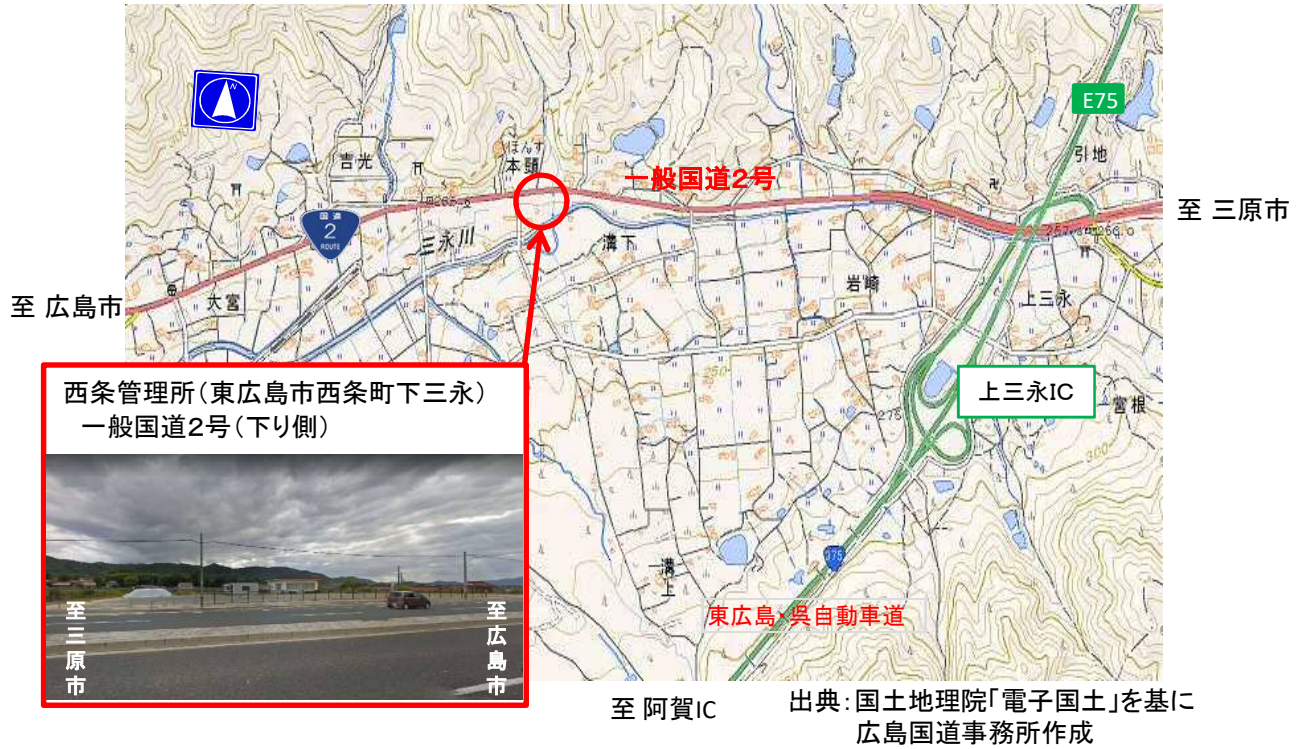 N
E75
引地
ほんず
本頭
吉光
一般国道2号
至 三原市
国道
2
ROUTE
三永川
溝下
岩崎
上三永
大宮
至 広島市
西条管理所(東広島市西条町下三永)
一般国道2号(下り側)
上三永IC
宮根
250
275
300
至三原市
至広島市
溝上
375
東広島・呉自動車道
至 阿賀IC
出典:国土地理院「電子国土」を基に
広島国道事務所作成